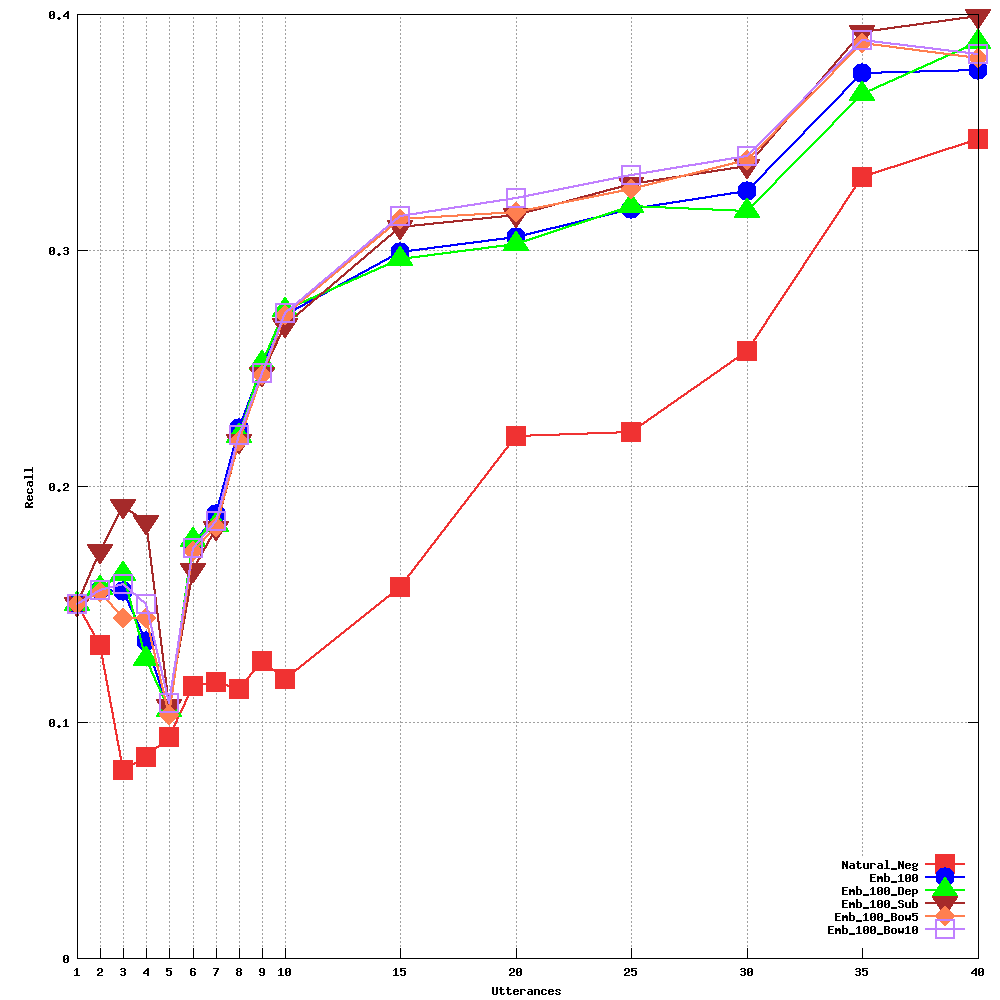 0.4
0.3
0.2
0.1
0
Recall
1 2 3 4 5 6 7 8 9 10 15 20 25 30 35 40
Utterances
Natural_Neg
Emb_100
Emb_100_Dep
Emb_100_Sub
Emb_100_Bow5
Emb_100_Bow10